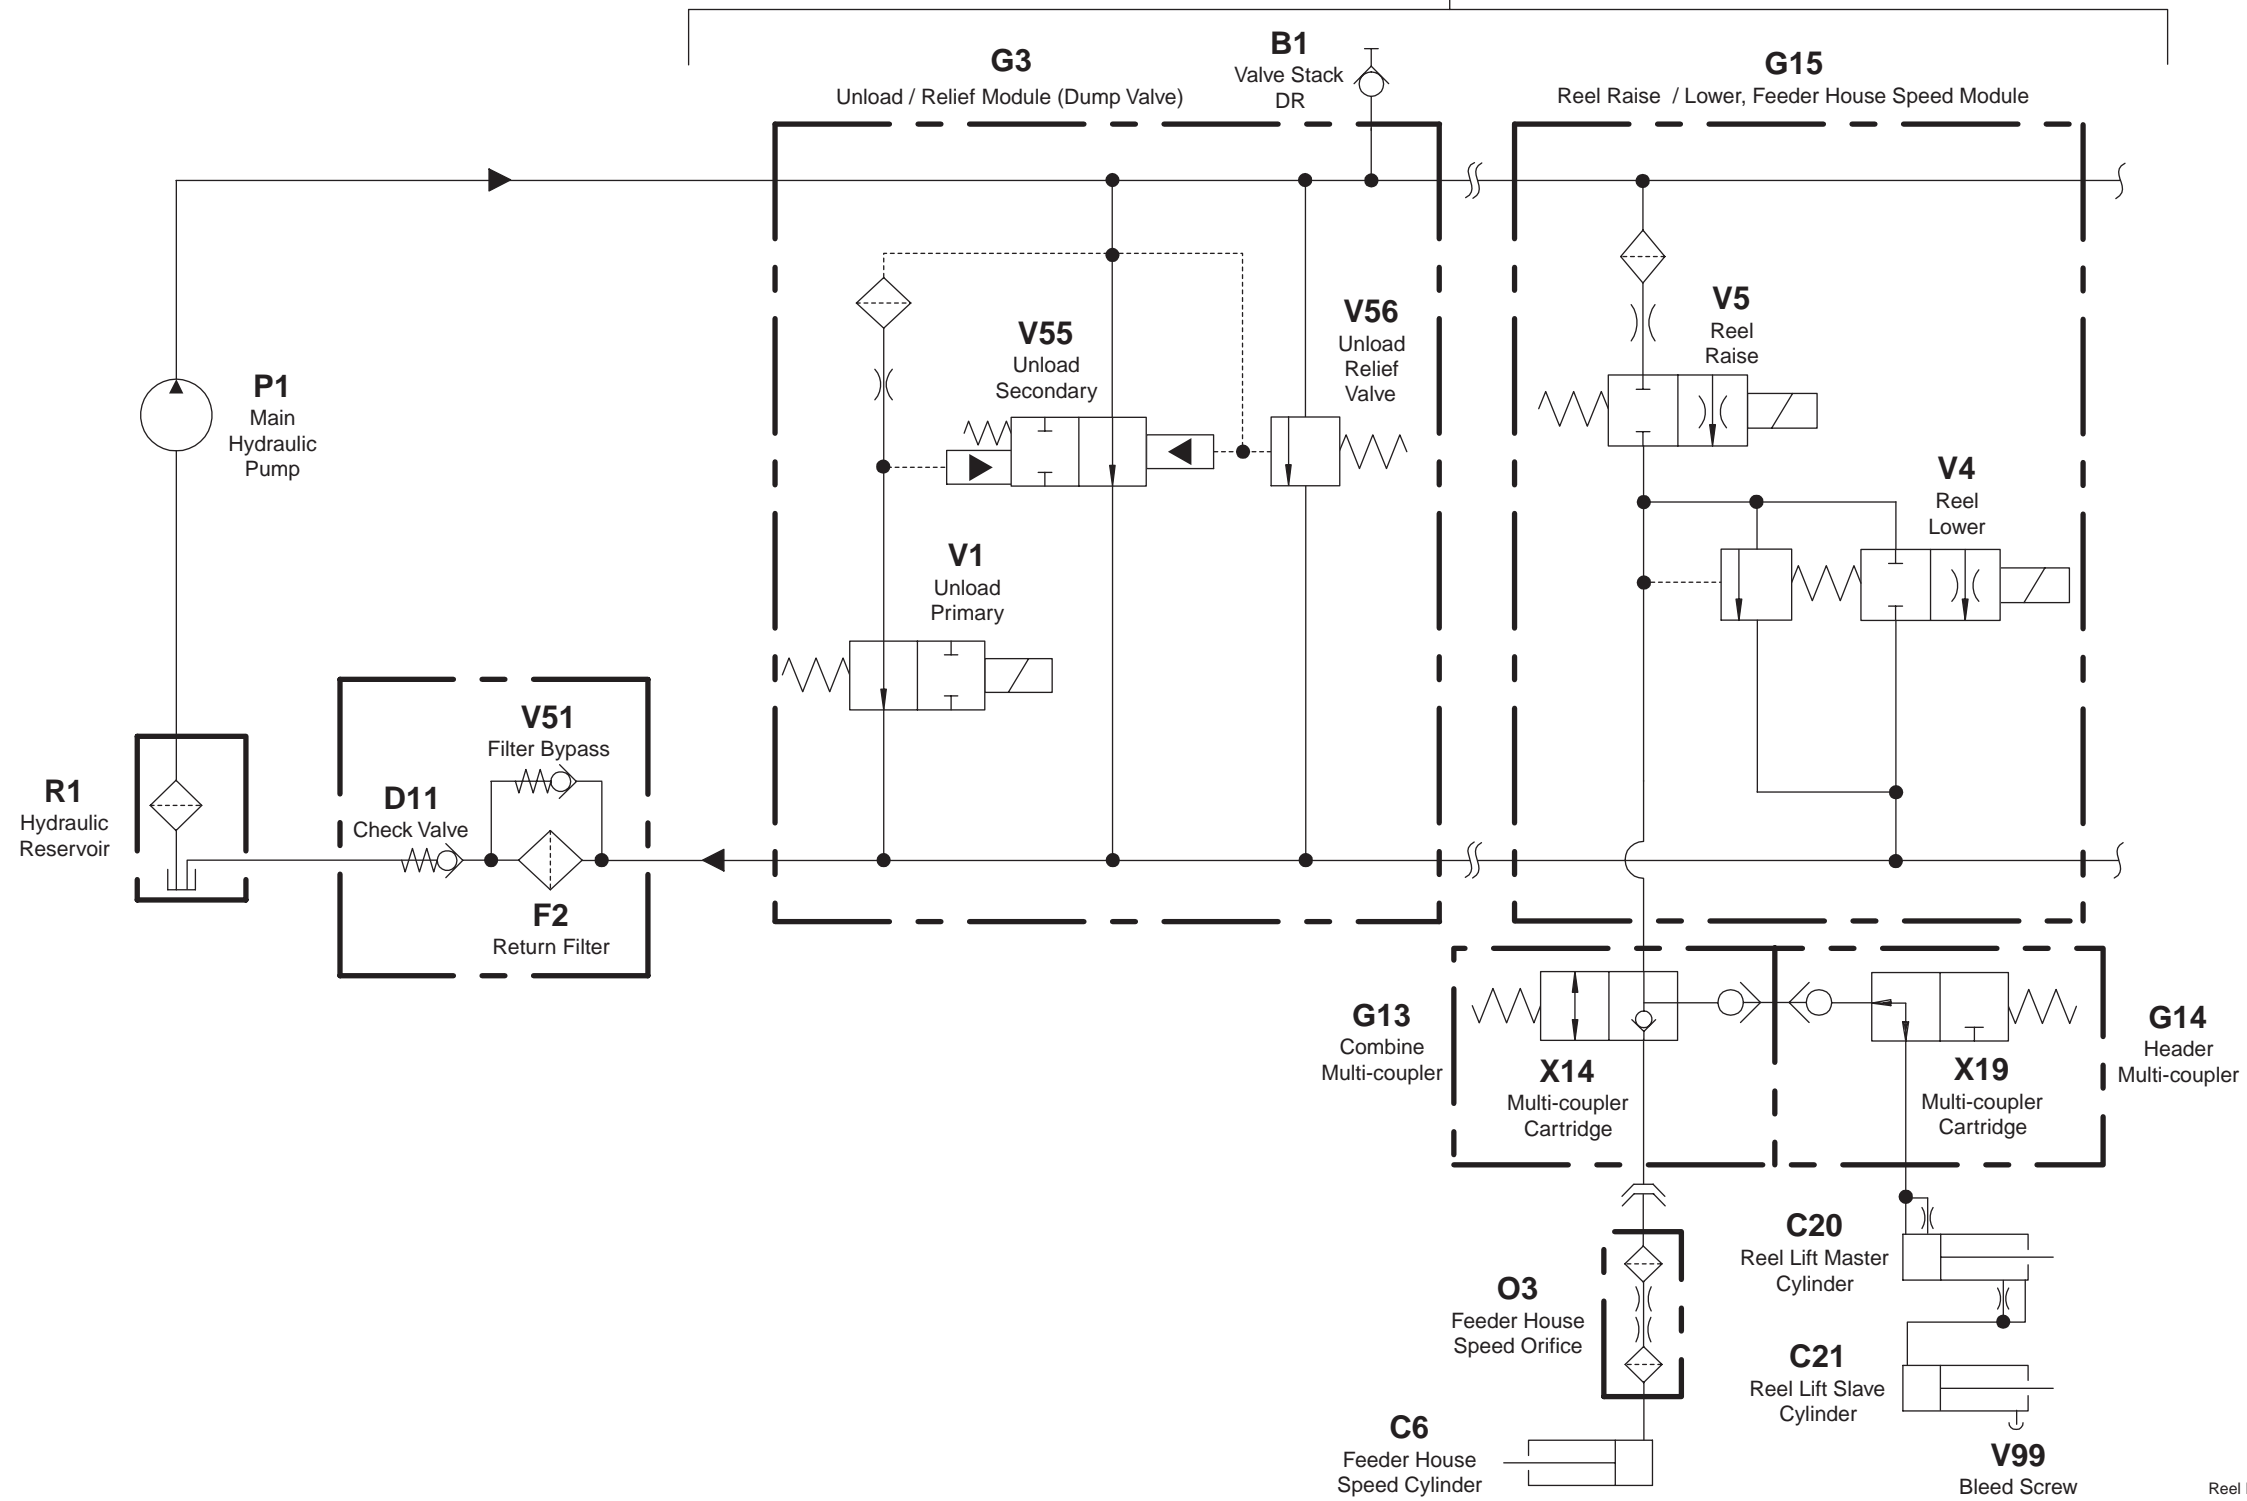 B1
Valve Stack
DR
G3
Unload / Relief Module (Dump Valve)
G15
Reel Raise / Lower, Feeder House Speed Module
V5
Reel
Raise
V56
Unload
Relief
Valve
V55
Unload
Secondary
P1
Main
Hydraulic
Pump
V4
Reel
Lower
V1
Unload
Primary
V51
Filter Bypass
R1
Hydraulic
Reservoir
D11
Check Valve
F2
Return Filter
G13
Combine
Multi-coupler
X14
Multi-coupler
Cartridge
X19
Multi-coupler
Cartridge
G14
Header
Multi-coupler
C20
Reel Lift Master
Cylinder
O3
Feeder House
Speed Orifice
C21
Reel Lift Slave
Cylinder
C6
Feeder House
Speed Cylinder
V99
Bleed Screw
Reel